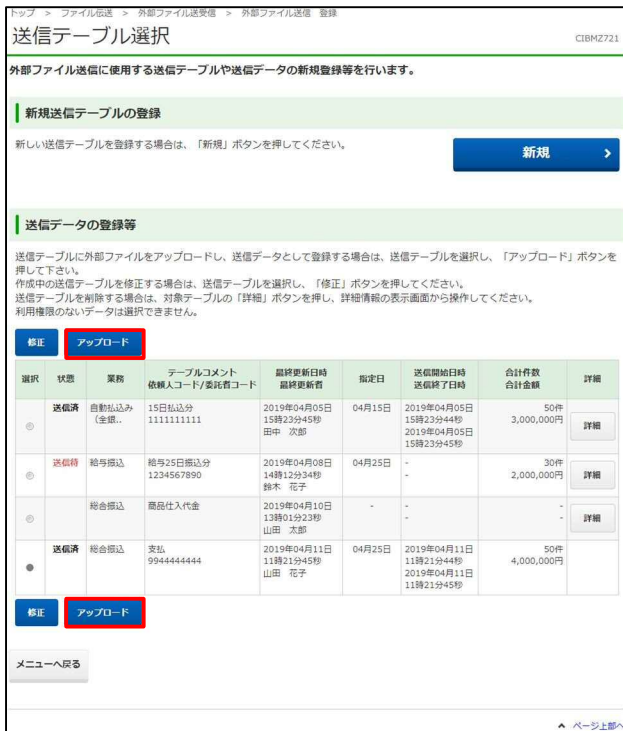 トップ > ファイル伝送 > 外部ファイル送受信 > 外部ファイル送信 登録
送信テーブル選択
CIBMZ721
外部ファイル送信に使用する送信テーブルや送信データの新規登録等を行います。
新規送信テーブルの登録
新しい送信テーブルを登録する場合は、「新規」ボタンを押してください。
新規
送信データの登録等
送信テーブルに外部ファイルをアップロードし、送信データとして登録する場合は、送信テーブルを選択し、「アップロード」ボタンを
押して下さい。
作成中の送信テーブルを修正する場合は、送信テーブルを選択し、「修正」ボタンを押してください。
送信テーブルを削除する場合は、対象テーブルの「詳細」ボタンを押し、詳細情報の表示画面から操作してください。
利用権限のないデータは選択できません。
修正 アップロード
選択 状態 業務 テーブルコメント 依頼人コード/委託者コード 最終更新日時 最終更新者 指定日 送信開始日時 送信終了日時 合計件数 合計金額 詳細
送信済 自動払込み 15日払込分 2019年04月05日 04月15日 2019年04月05日 50件
（全銀.. 1111111111 15時23分45秒 15時23分44秒 3,000,000円 詳細
田中 次郎 2019年04月05日
15時23分45秒
送信待 給与振込 給与25日振込分 2019年04月08日 04月25日 - 30件
1234567890 14時12分34秒 - 2,000,000円 詳細
鈴木 花子
総合振込 商品仕入代金 2019年04月10日 - - -
13時01分23秒 - - 詳細
山田 太郎
送信済 総合振込 支払 2019年04月11日 04月25日 2019年04月11日 50件
9944444444 11時21分45秒 11時21分44秒 4,000,000円
山田 花子 2019年04月11日
11時21分45秒
修正 アップロード
メニューへ戻る
ページ上部へ